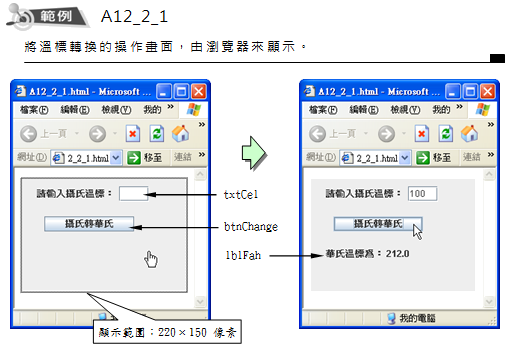 範例 A12_2_1
將溫標轉換的操作畫面，由瀏覽器來顯示。
A12_2_1.html - Microsoft ...
檔案(F) 編輯(E) 檢視(V) 我的 »
上一頁 »
網址(D) 2_2_1.html 移至 連結 »
請輸入攝氏溫標：
攝氏轉華氏
顯示範圍：220×150 像素
txtCel
btnChange
lblFah
A12_2_1.html - Microsoft ...
檔案(F) 編輯(E) 檢視(V) 我的 »
上一頁 »
網址(D) 2_2_1.html 移至 連結 »
請輸入攝氏溫標： 100
攝氏轉華氏
華氏溫標為： 212.0
我的電腦